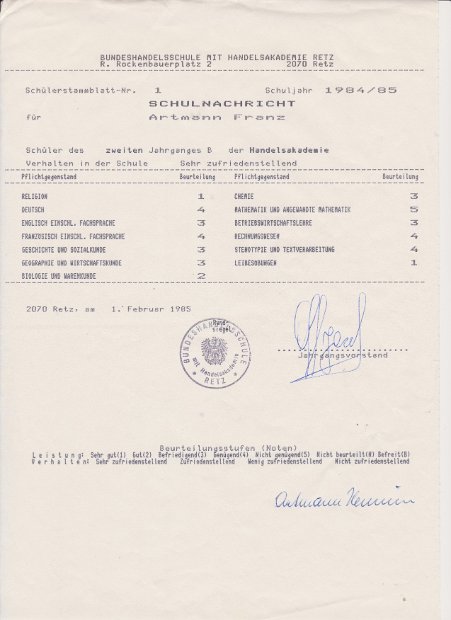 BUNDESHANDELSSCHULE MIT HANDELSAKADEMIE RETZ
R. Rockenbauerplatz 2 2070 Retz
Schülerstammblatt-Nr. 1 Schuljahr 1984/85
SCHULNACHRICHT
für Artmann Franz
Schüler des zweiten Jahrganges B der Handelsakademie
Verhalten in der Schule Sehr zufriedenstellend
Pflichtgegenstand Beurteilung Pflichtgegenstand Beurteilung
RELIGION 1 CHEMIE 3
DEUTSCH 4 MATHEMATIK UND ANGEWANDTE MATHEMATIK 5
ENGLISCH EINSCHL. FACHSPRACHE 3 BETRIEBSWIRTSCHAFTSLEHRE 3
FRANZÖSISCH EINSCHL. FACHSPRACHE 4 RECHNUNGSWESEN 4
GESCHICHTE UND SOZIALKUNDE 3 STENOTYPIE UND TEXTVERARBEITUNG 4
GEOGRAPHIE UND WIRTSCHAFTSKUNDE 3 LEIBESÜBUNGEN 1
BIOLOGIE UND WARENKUNDE 2
2070 Retz, am 1. Februar 1985
Rund-
siegel
BUNDESHANDELSSCHULE
mit Handelsakademie
RETZ
Jahrgangsvorstand
Beurteilungsstufen (Noten)
Leistung: Sehr gut(1) Gut(2) Befriedigend(3) Genügend(4) Nicht genügend(5) Nicht beurteilt(N) Befreit(B)
Verhalten: Sehr zufriedenstellend Zufriedenstellend Wenig zufriedenstellend Nicht zufriedenstellend
Artmann